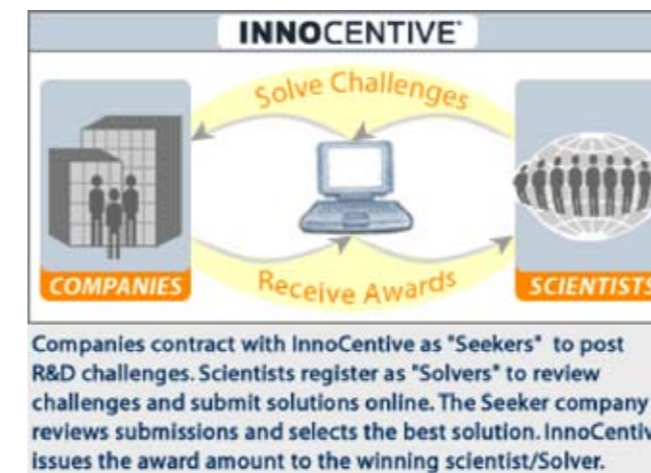 INNOCENTIVE
Solve Challenges
COMPANIES
Receive Awards
SCIENTISTS
Companies contract with InnoCentive as "Seekers" to post
R&D challenges. Scientists register as "Solvers" to review
challenges and submit solutions online. The Seeker company
reviews submissions and selects the best solution. InnoCentiv
issues the award amount to the winning scientist/Solver.